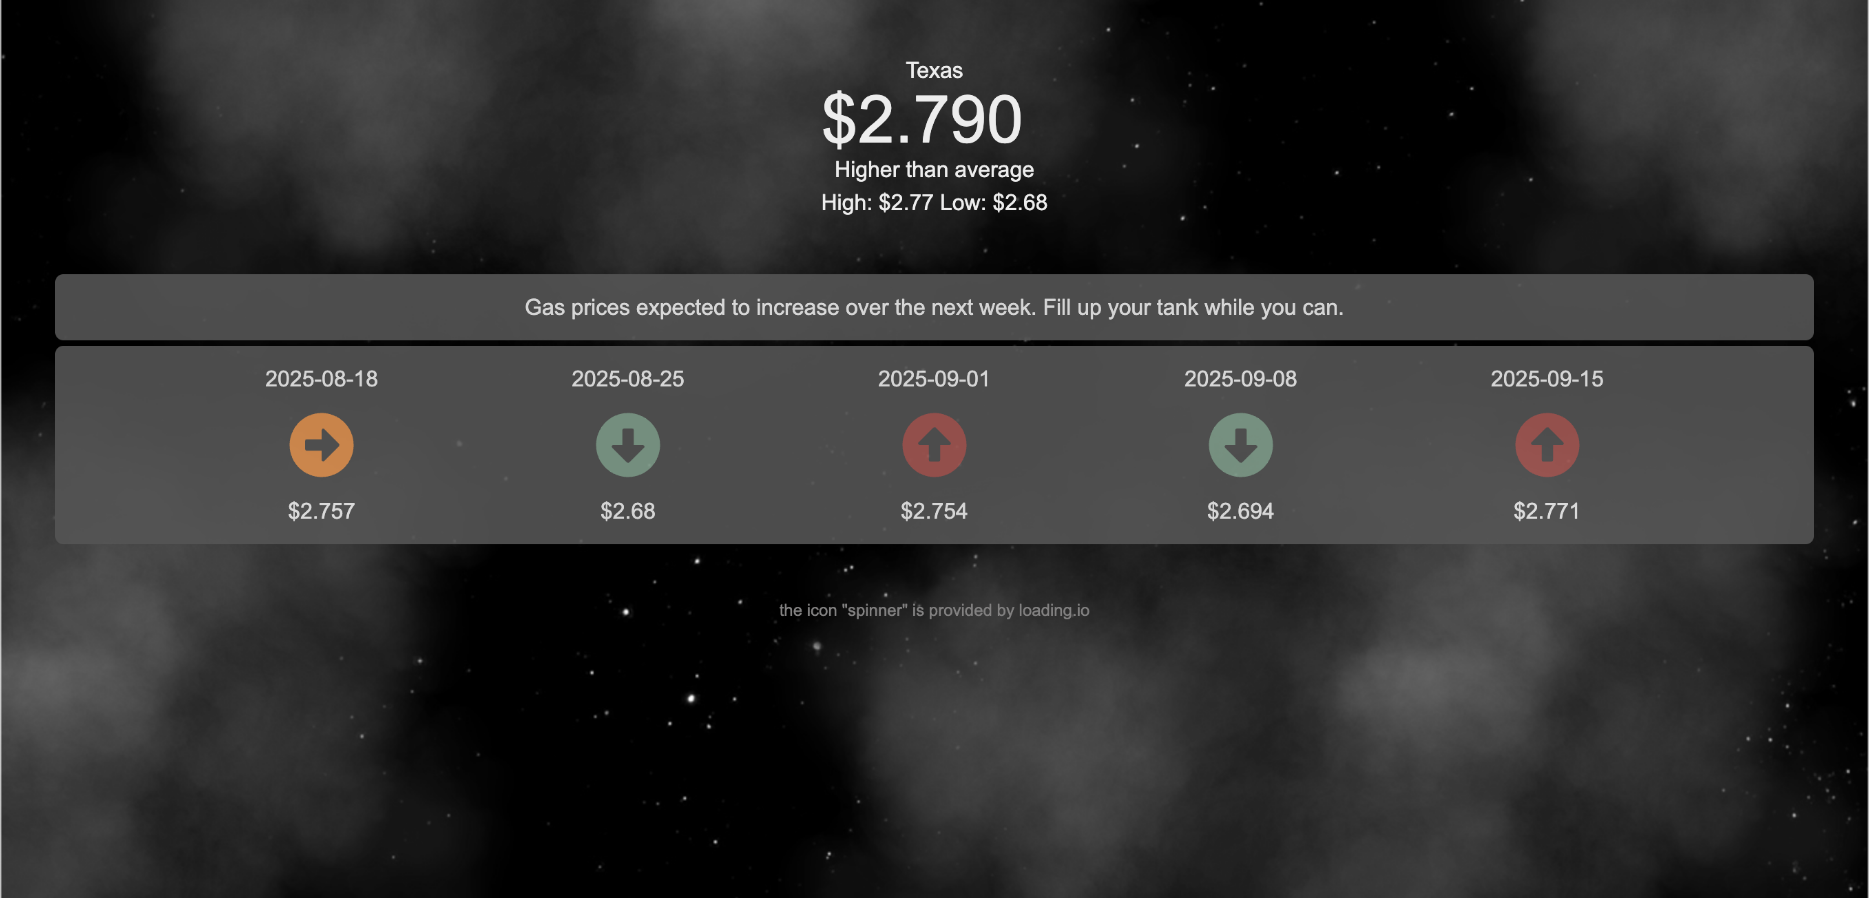 Texas
$2.790
Higher than average
High: $2.77 Low: $2.68
Gas prices expected to increase over the next week. Fill up your tank while you can.
2025-08-18 2025-08-25 2025-09-01 2025-09-08 2025-09-15
$2.757 $2.68 $2.754 $2.694 $2.771
the icon "spinner" is provided by loading.io